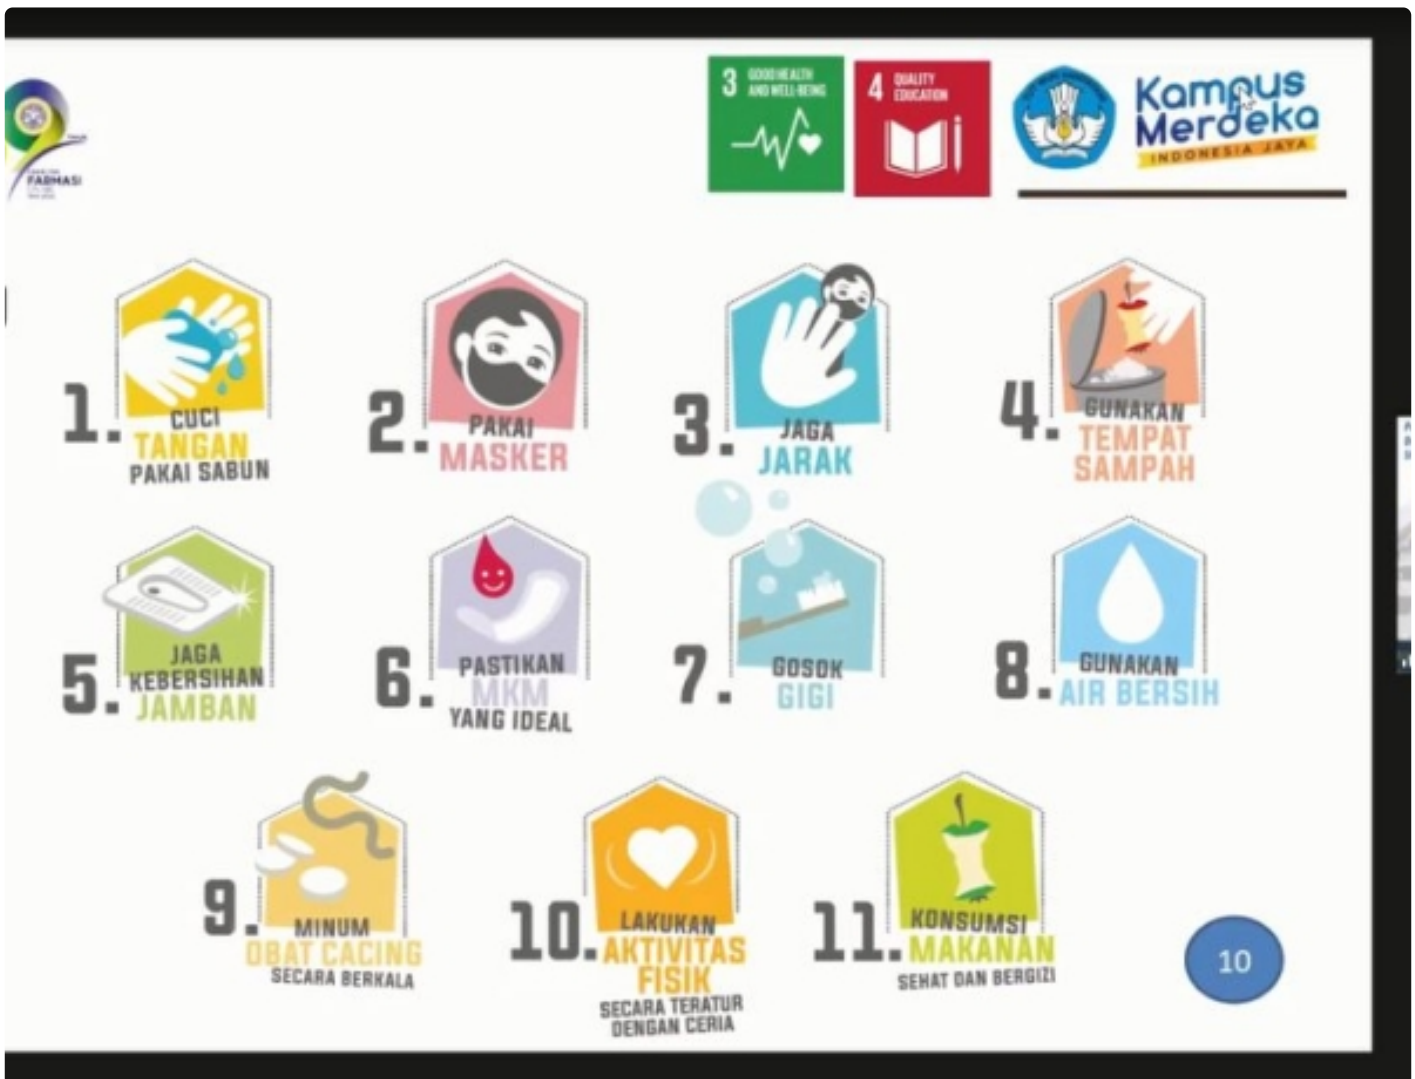 FARMASI
3 GOOD HEALTH
AND WELL-BEING
4 QUALITY
EDUCATION
Kampus
Merdeka
INDONESIA JAYA
1. CUCI
TANGAN
PAKAI SABUN
2. PAKAI
MASKER
3. JAGA
JARAK
4. GUNAKAN
TEMPAT
SAMPAH
5. JAGA
KEBERSIHAN
JAMBAN
6. PASTIKAN
MKM
YANG IDEAL
7. GOSOK
GIGI
8. GUNAKAN
AIR BERSIH
9. MINUM
OBAT CACING
SECARA BERKALA
10. LAKUKAN
AKTIVITAS
FISIK
SECARA TERATUR
DENGAN CERIA
11. KONSUMSI
MAKANAN
SEHAT DAN BERGIZI
10